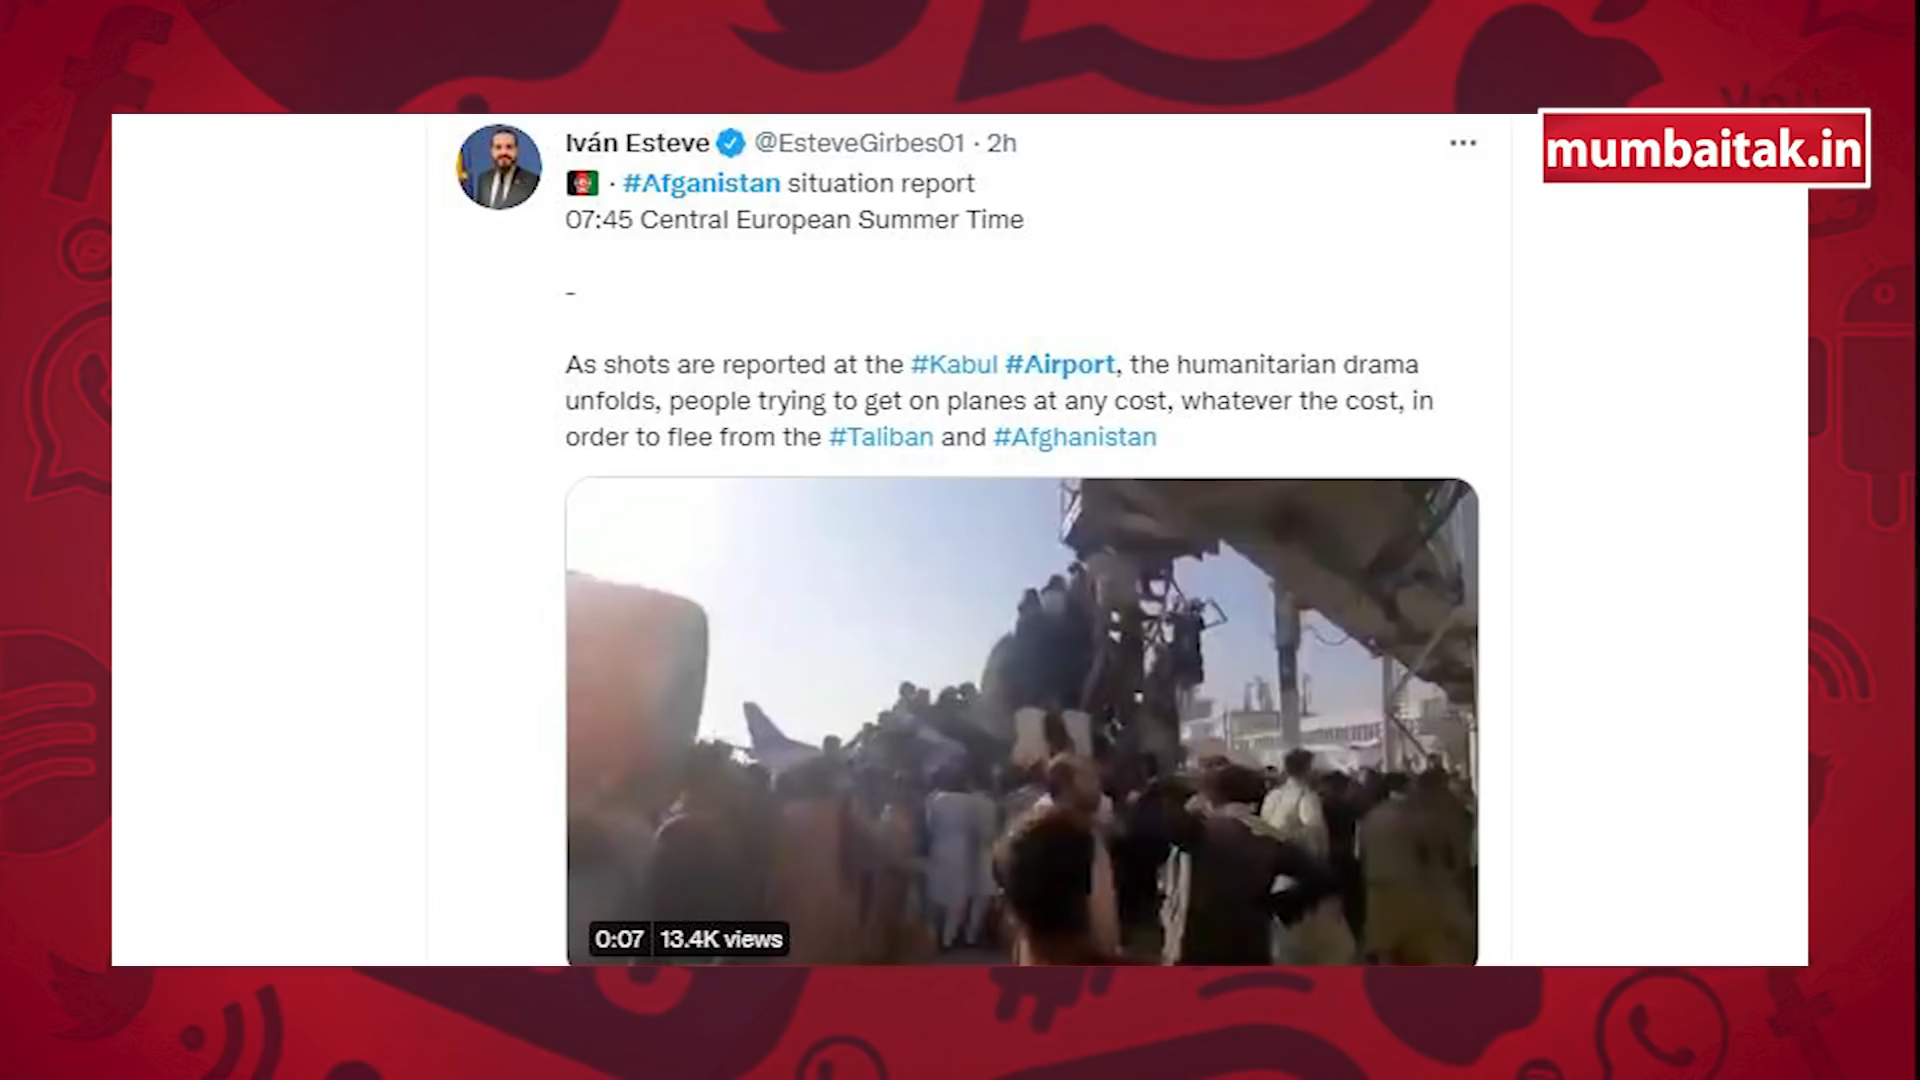 mumbaitak.in
Iván Esteve @EsteveGirbes01 · 2h
· #Afganistan situation report
07:45 Central European Summer Time
-
As shots are reported at the #Kabul #Airport, the humanitarian drama
unfolds, people trying to get on planes at any cost, whatever the cost, in
order to flee from the #Taliban and #Afghanistan
0:07 13.4K views